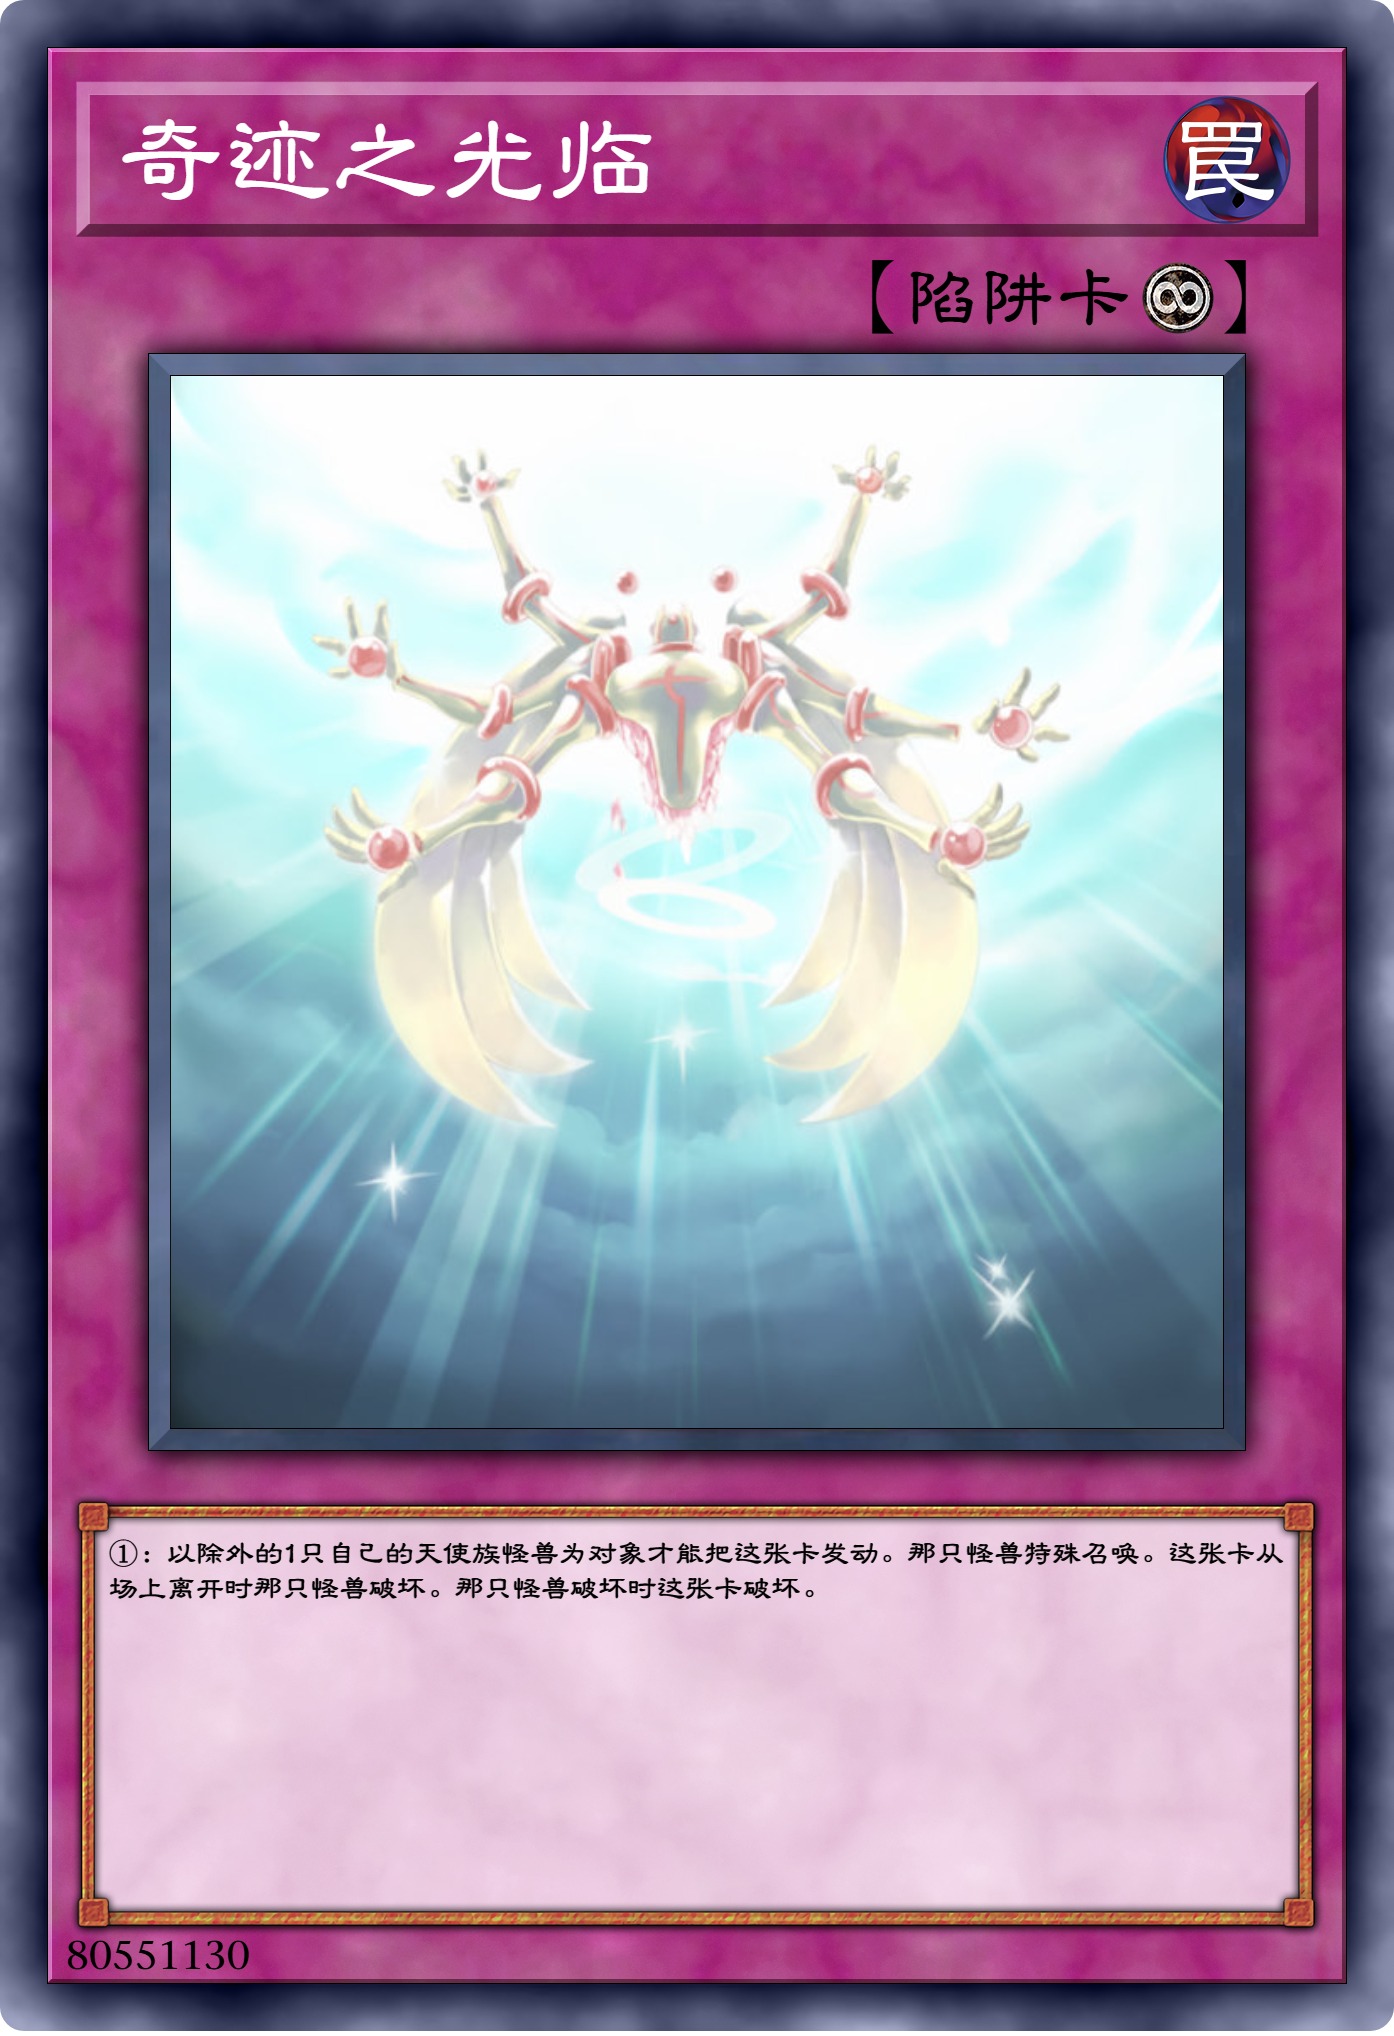 奇迹之光临
罠
【陷阱卡♾】
①：以除外的1只自己的天使族怪兽为对象才能把这张卡发动。那只怪兽特殊召唤。这张卡从
场上离开时那只怪兽破坏。那只怪兽破坏时这张卡破坏。
80551130